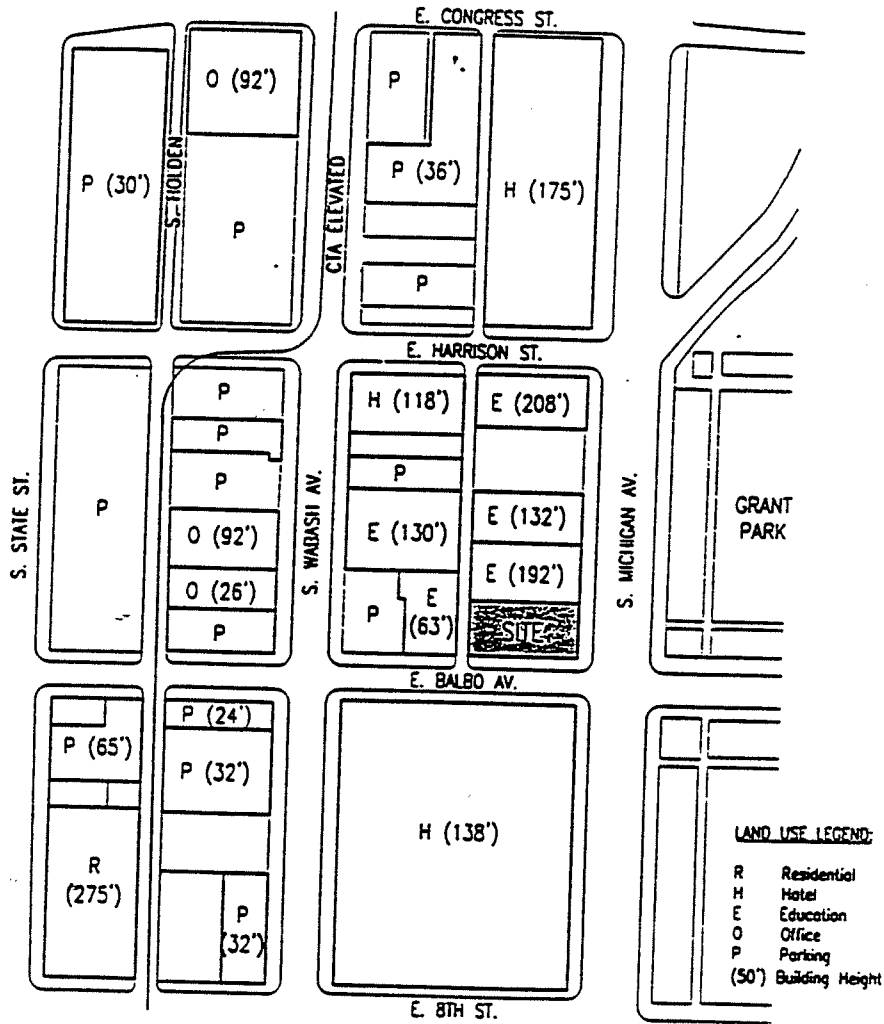 E. CONGRESS ST.
O (92')
P
P (30')
S. HOLDEN
P (36')
H (175')
CTA ELEVATED
P
P
E. HARRISON ST.
P
H (118')
E (208')
P
P
P
S. STATE ST.
P
O (92')
S. WABASH AV.
E (130')
E (132')
S. MICHIGAN AV.
GRANT
PARK
E (192')
O (26')
P
P
E
(63')
SITE
E. BALBO AV.
P (24')
P (65')
P (32')
H (138')
R
(275')
P
(32')
E. 8TH ST.
LAND USE LEGEND:
R Residential
H Hotel
E Education
O Office
P Parking
(50') Building Height